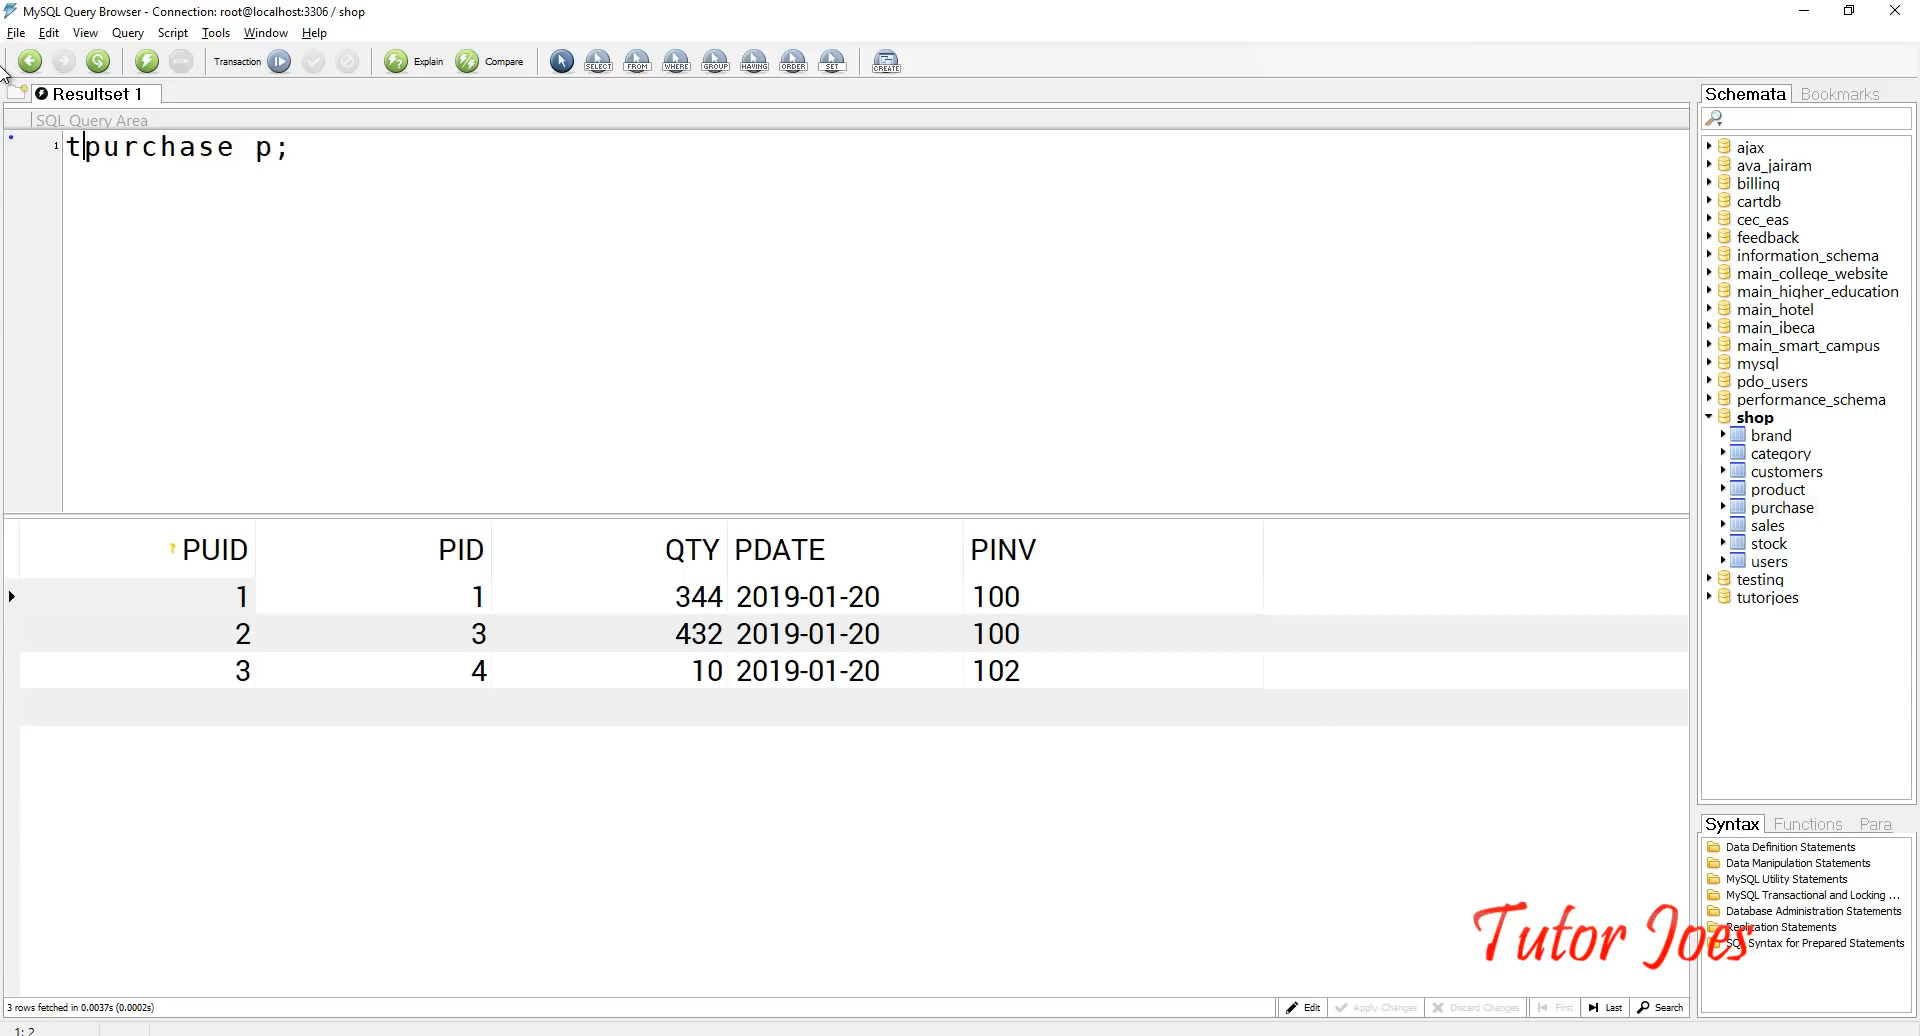 MySQL Query Browser - Connection: root@localhost:3306 / shop
File Edit View Query Script Tools Window Help
Transaction Explain Compare SELECT FROM WHERE GROUP HAVING ORDER SET CREATE
Resultset 1
SQL Query Area
1 tpurchase p;
PUID PID QTY PDATE PINV
1 1 344 2019-01-20 100
2 3 432 2019-01-20 100
3 4 10 2019-01-20 102
3 rows fetched in 0.0037s (0.0002s)
Edit Apply Changes Discard Changes First Last Search
1: 2
Schemata Bookmarks
ajax
ava_jairam
billing
cartdb
cec_eas
feedback
information_schema
main_college_website
main_higher_education
main_hotel
main_ibeca
main_smart_campus
mysql
pdo_users
performance_schema
shop
brand
category
customers
product
purchase
sales
stock
users
testing
tutorjoes
Syntax Functions Para
Data Definition Statements
Data Manipulation Statements
MySQL Utility Statements
MySQL Transactional and Locking ...
Database Administration Statements
Replication Statements
SQL Syntax for Prepared Statements
Tutor Joes